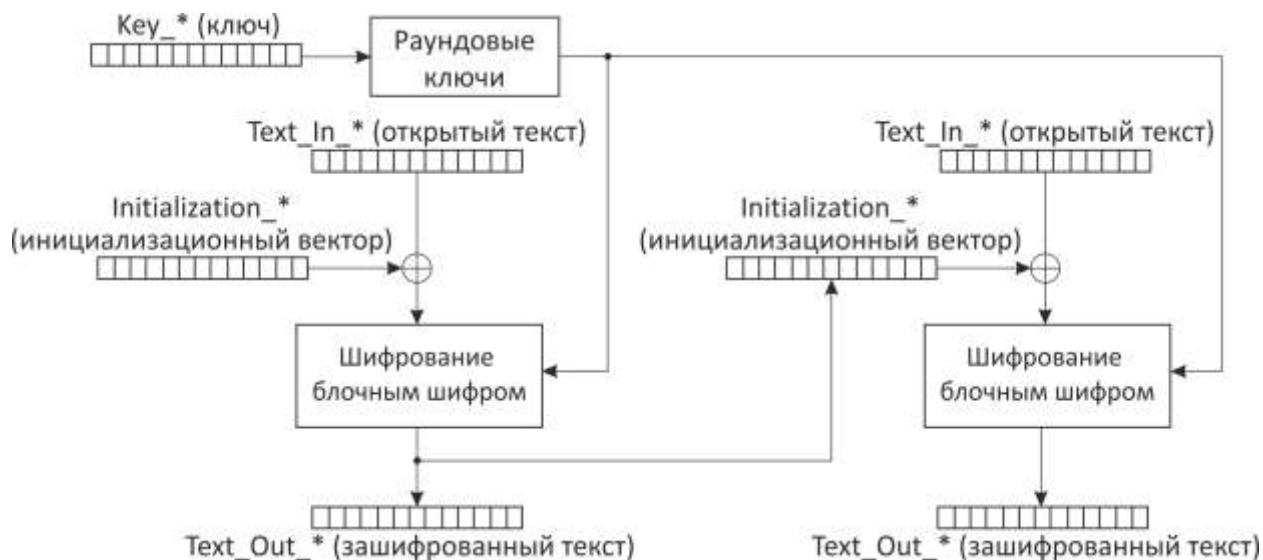 Key_* (ключ)
Раундовые
ключи
Text_In_* (открытый текст)
Initialization_*
(инициализационный вектор)
Шифрование
блочным шифром
Text_Out_* (зашифрованный текст)
Text_In_* (открытый текст)
Initialization_*
(инициализационный вектор)
Шифрование
блочным шифром
Text_Out_* (зашифрованный текст)